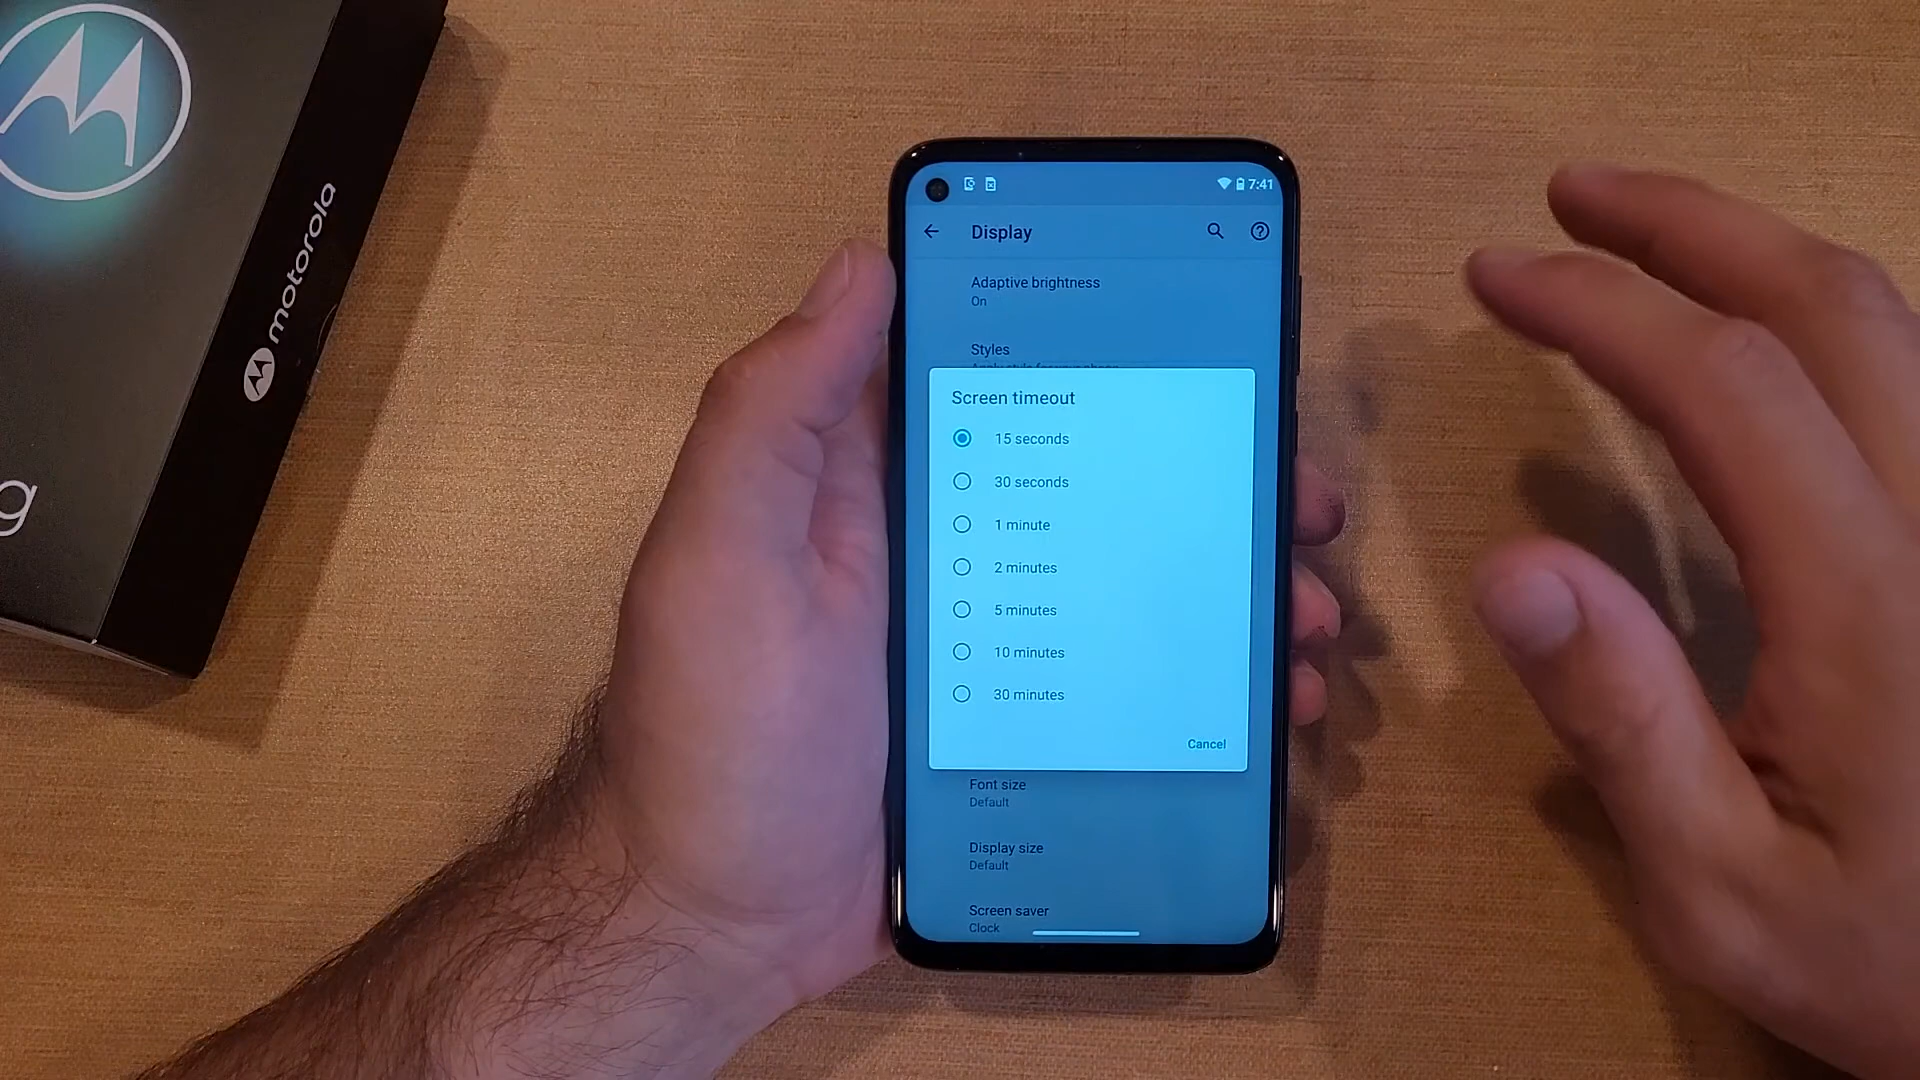 motorola
g
7:41
Display
Adaptive brightness
On
Styles
Screen timeout
15 seconds
30 seconds
1 minute
2 minutes
5 minutes
10 minutes
30 minutes
Cancel
Font size
Default
Display size
Default
Screen saver
Clock